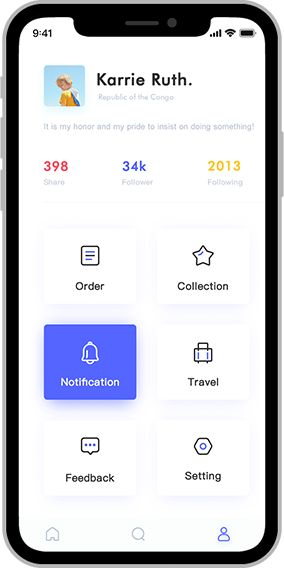 9:41
Karrie Ruth.
Republic of the Congo
It is my honor and my pride to insist on doing something!
398 34k 2013
Share Follower Following
Order Collection
Notification Travel
Feedback Setting